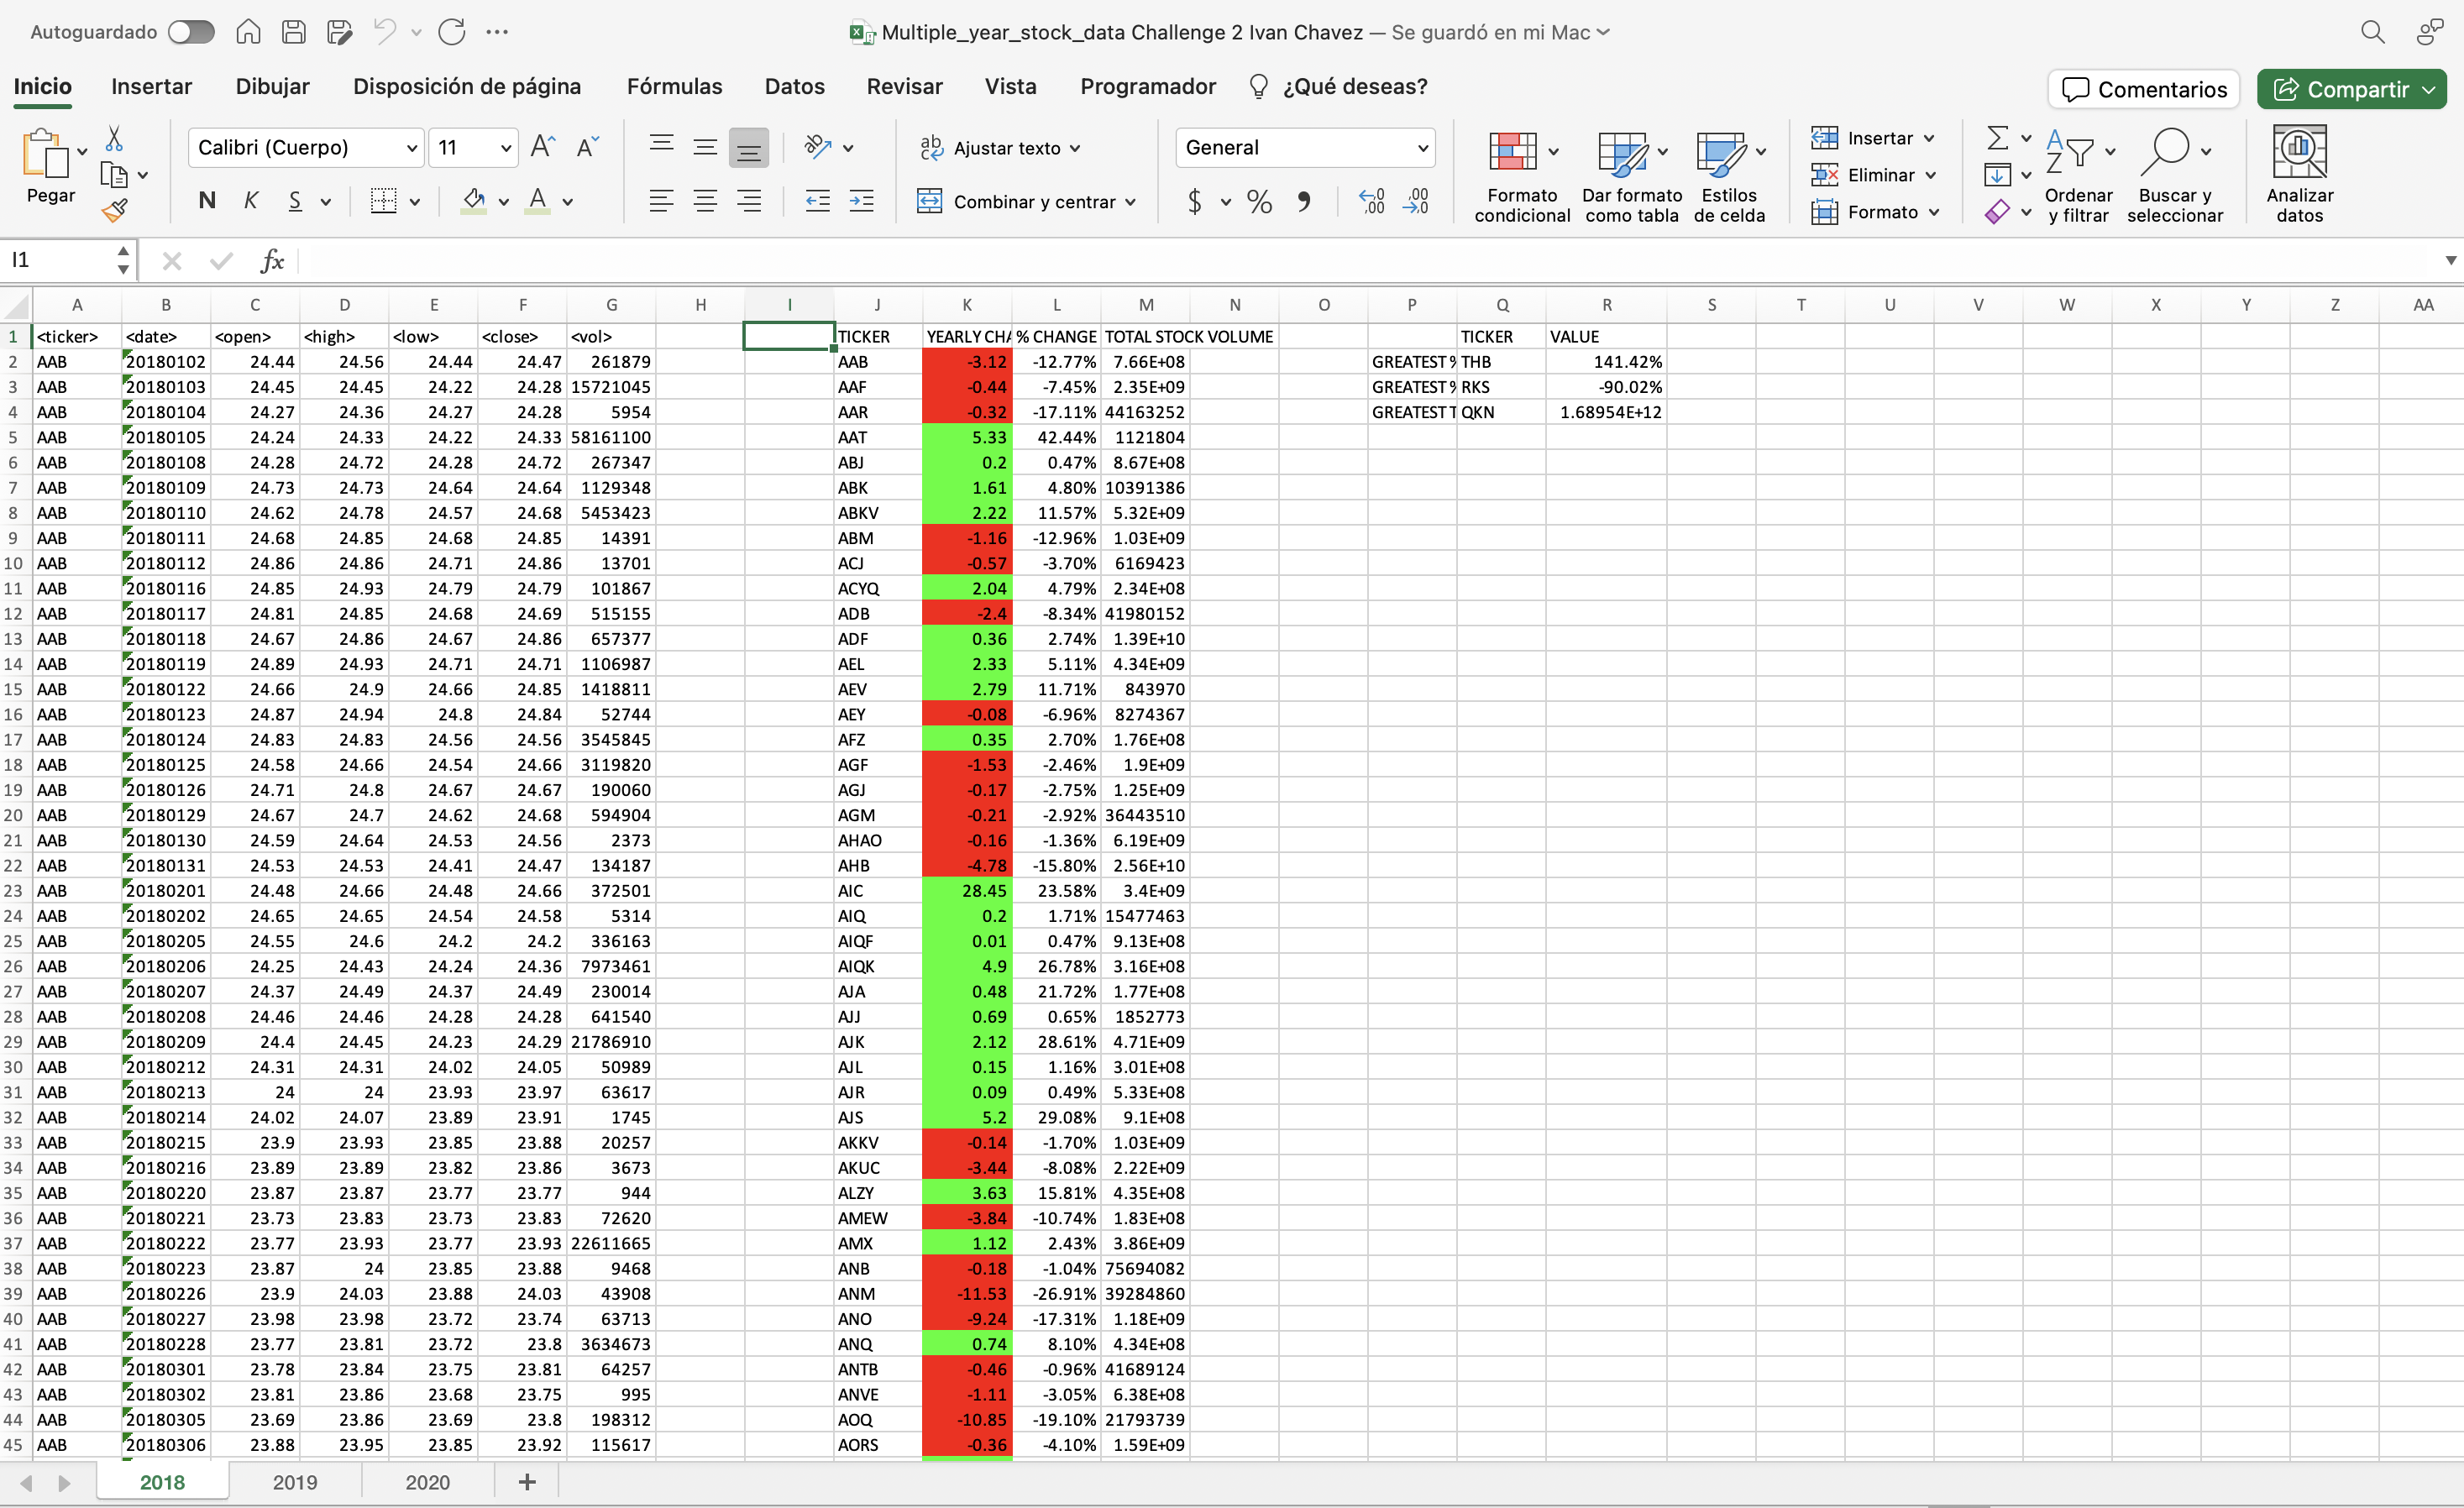 Autoguardado Multiple_year_stock_data Challenge 2 Ivan Chavez — Se guardó en mi Mac
Inicio Insertar Dibujar Disposición de página Fórmulas Datos Revisar Vista Programador ¿Qué deseas? Comentarios Compartir
Pegar Calibri (Cuerpo) 11 A A ab Ajustar texto General Formato condicional Dar formato como tabla Estilos de celda Insertar Eliminar Formato Ordenar y filtrar Buscar y seleccionar Analizar datos
N K S A Combinar y centrar $ % ,
I1 fx
A B C D E F G H I J K L M N O P Q R S T U V W X Y Z AA
1 <ticker> <date> <open> <high> <low> <close> <vol> TICKER YEARLY CHA % CHANGE TOTAL STOCK VOLUME TICKER VALUE
2 AAB 20180102 24.44 24.56 24.44 24.47 261879 AAB -3.12 -12.77% 7.66E+08 GREATEST % THB 141.42%
3 AAB 20180103 24.45 24.45 24.22 24.28 15721045 AAF -0.44 -7.45% 2.35E+09 GREATEST % RKS -90.02%
4 AAB 20180104 24.27 24.36 24.27 24.28 5954 AAR -0.32 -17.11% 44163252 GREATEST T QKN 1.68954E+12
5 AAB 20180105 24.24 24.33 24.22 24.33 58161100 AAT 5.33 42.44% 1121804
6 AAB 20180108 24.28 24.72 24.28 24.72 267347 ABJ 0.2 0.47% 8.67E+08
7 AAB 20180109 24.73 24.73 24.64 24.64 1129348 ABK 1.61 4.80% 10391386
8 AAB 20180110 24.62 24.78 24.57 24.68 5453423 ABKV 2.22 11.57% 5.32E+09
9 AAB 20180111 24.68 24.85 24.68 24.85 14391 ABM -1.16 -12.96% 1.03E+09
10 AAB 20180112 24.86 24.86 24.71 24.86 13701 ACJ -0.57 -3.70% 6169423
11 AAB 20180116 24.85 24.93 24.79 24.79 101867 ACYQ 2.04 4.79% 2.34E+08
12 AAB 20180117 24.81 24.85 24.68 24.69 515155 ADB -2.4 -8.34% 41980152
13 AAB 20180118 24.67 24.86 24.67 24.86 657377 ADF 0.36 2.74% 1.39E+10
14 AAB 20180119 24.89 24.93 24.71 24.71 1106987 AEL 2.33 5.11% 4.34E+09
15 AAB 20180122 24.66 24.9 24.66 24.85 1418811 AEV 2.79 11.71% 843970
16 AAB 20180123 24.87 24.94 24.8 24.84 52744 AEY -0.08 -6.96% 8274367
17 AAB 20180124 24.83 24.83 24.56 24.56 3545845 AFZ 0.35 2.70% 1.76E+08
18 AAB 20180125 24.58 24.66 24.54 24.66 3119820 AGF -1.53 -2.46% 1.9E+09
19 AAB 20180126 24.71 24.8 24.67 24.67 190060 AGJ -0.17 -2.75% 1.25E+09
20 AAB 20180129 24.67 24.7 24.62 24.68 594904 AGM -0.21 -2.92% 36443510
21 AAB 20180130 24.59 24.64 24.53 24.56 2373 AHAO -0.16 -1.36% 6.19E+09
22 AAB 20180131 24.53 24.53 24.41 24.47 134187 AHB -4.78 -15.80% 2.56E+10
23 AAB 20180201 24.48 24.66 24.48 24.66 372501 AIC 28.45 23.58% 3.4E+09
24 AAB 20180202 24.65 24.65 24.54 24.58 5314 AIQ 0.2 1.71% 15477463
25 AAB 20180205 24.55 24.6 24.2 24.2 336163 AIQF 0.01 0.47% 9.13E+08
26 AAB 20180206 24.25 24.43 24.24 24.36 7973461 AIQK 4.9 26.78% 3.16E+08
27 AAB 20180207 24.37 24.49 24.37 24.49 230014 AJA 0.48 21.72% 1.77E+08
28 AAB 20180208 24.46 24.46 24.28 24.28 641540 AJJ 0.69 0.65% 1852773
29 AAB 20180209 24.4 24.45 24.23 24.29 21786910 AJK 2.12 28.61% 4.71E+09
30 AAB 20180212 24.31 24.31 24.02 24.05 50989 AJL 0.15 1.16% 3.01E+08
31 AAB 20180213 24 24 23.93 23.97 63617 AJR 0.09 0.49% 5.33E+08
32 AAB 20180214 24.02 24.07 23.89 23.91 1745 AJS 5.2 29.08% 9.1E+08
33 AAB 20180215 23.9 23.93 23.85 23.88 20257 AKKV -0.14 -1.70% 1.03E+09
34 AAB 20180216 23.89 23.89 23.82 23.86 3673 AKUC -3.44 -8.08% 2.22E+09
35 AAB 20180220 23.87 23.87 23.77 23.77 944 ALZY 3.63 15.81% 4.35E+08
36 AAB 20180221 23.73 23.83 23.73 23.83 72620 AMEW -3.84 -10.74% 1.83E+08
37 AAB 20180222 23.77 23.93 23.77 23.93 22611665 AMX 1.12 2.43% 3.86E+09
38 AAB 20180223 23.87 24 23.85 23.88 9468 ANB -0.18 -1.04% 75694082
39 AAB 20180226 23.9 24.03 23.88 24.03 43908 ANM -11.53 -26.91% 39284860
40 AAB 20180227 23.98 23.98 23.72 23.74 63713 ANO -9.24 -17.31% 1.18E+09
41 AAB 20180228 23.77 23.81 23.72 23.8 3634673 ANQ 0.74 8.10% 4.34E+08
42 AAB 20180301 23.78 23.84 23.75 23.81 64257 ANTB -0.46 -0.96% 41689124
43 AAB 20180302 23.81 23.86 23.68 23.75 995 ANVE -1.11 -3.05% 6.38E+08
44 AAB 20180305 23.69 23.86 23.69 23.8 198312 AOQ -10.85 -19.10% 21793739
45 AAB 20180306 23.88 23.95 23.85 23.92 115617 AORS -0.36 -4.10% 1.59E+09
2018 2019 2020 +